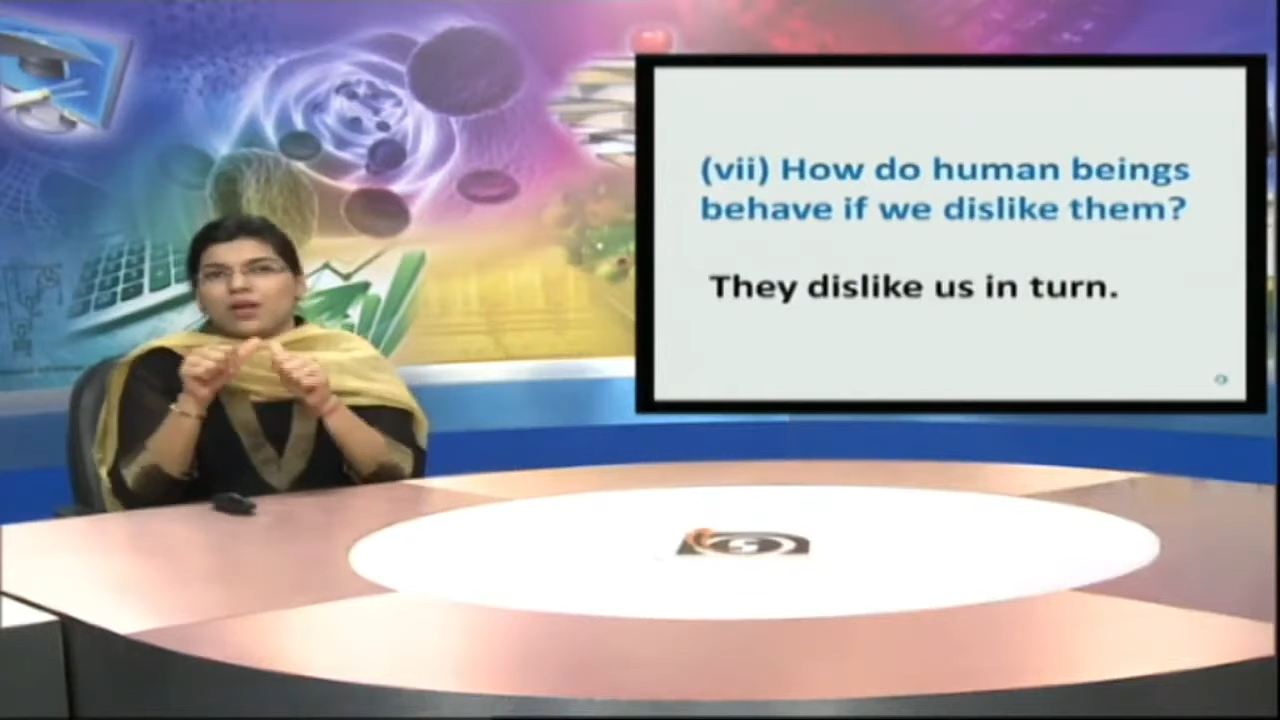 (vii) How do human beings
behave if we dislike them?
They dislike us in turn.